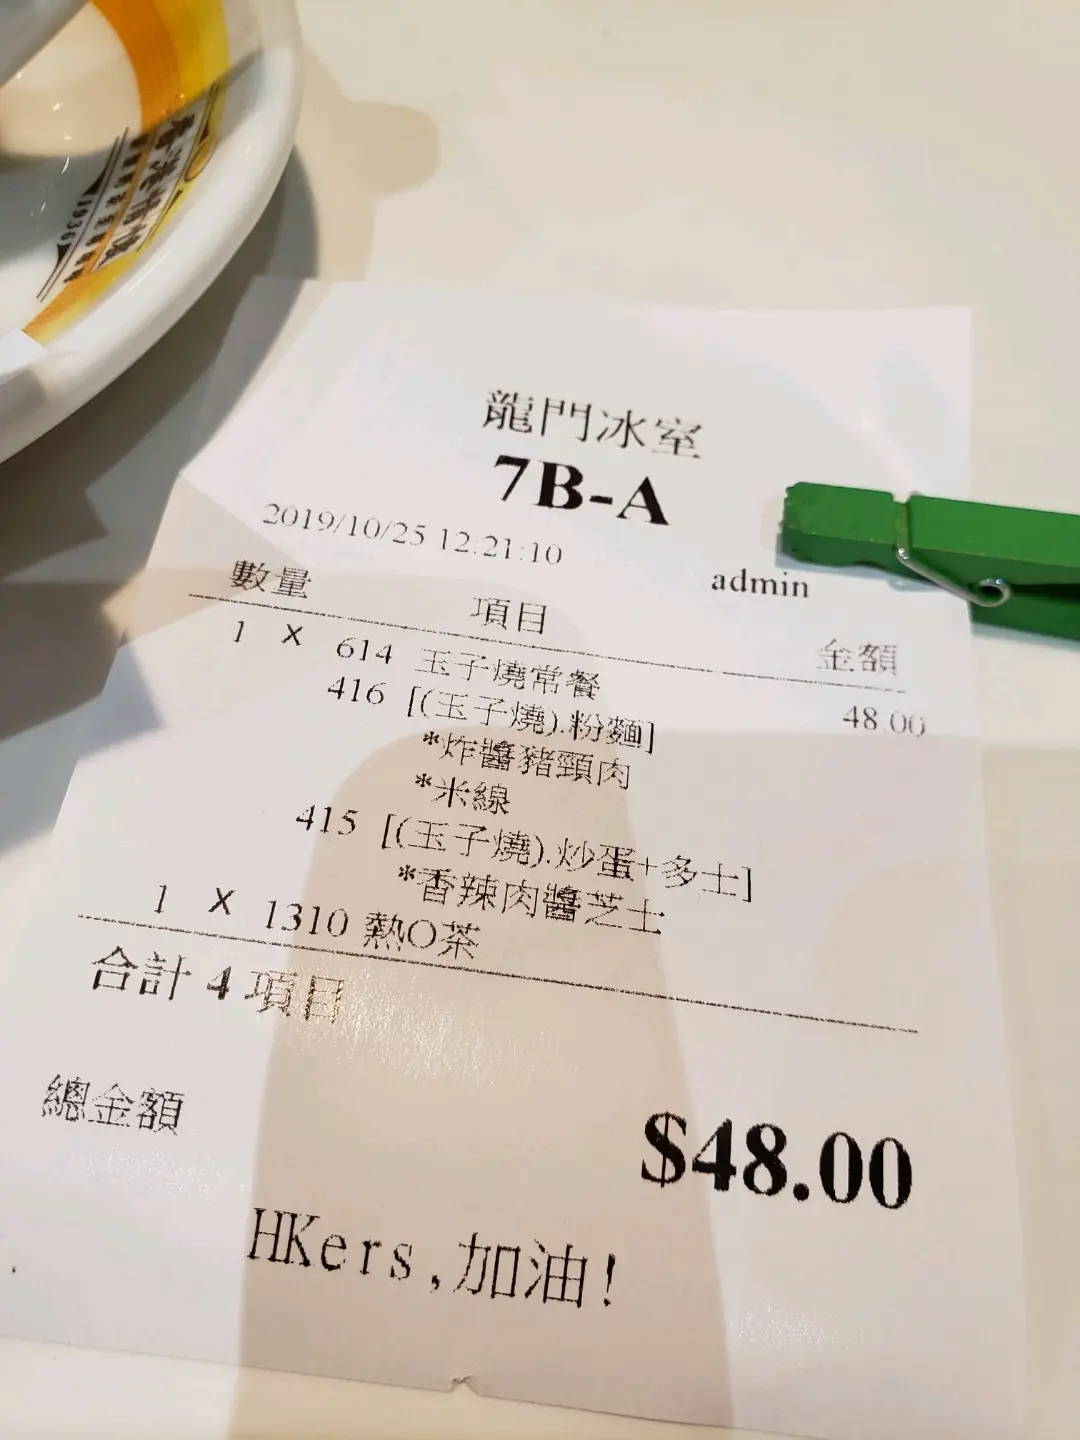 1936
龍門冰室
7B-A
2019/10/25 12:21:10
admin
數量 項目 金額
1 X 614 玉子燒常餐 48.00
416 [(玉子燒).粉麵]
*炸醬豬頸肉
*米線
415 [(玉子燒).炒蛋+多士]
*香辣肉醬芝士
1 X 1310 熱O茶
合計 4 項目
總金額 $48.00
HKers,加油!